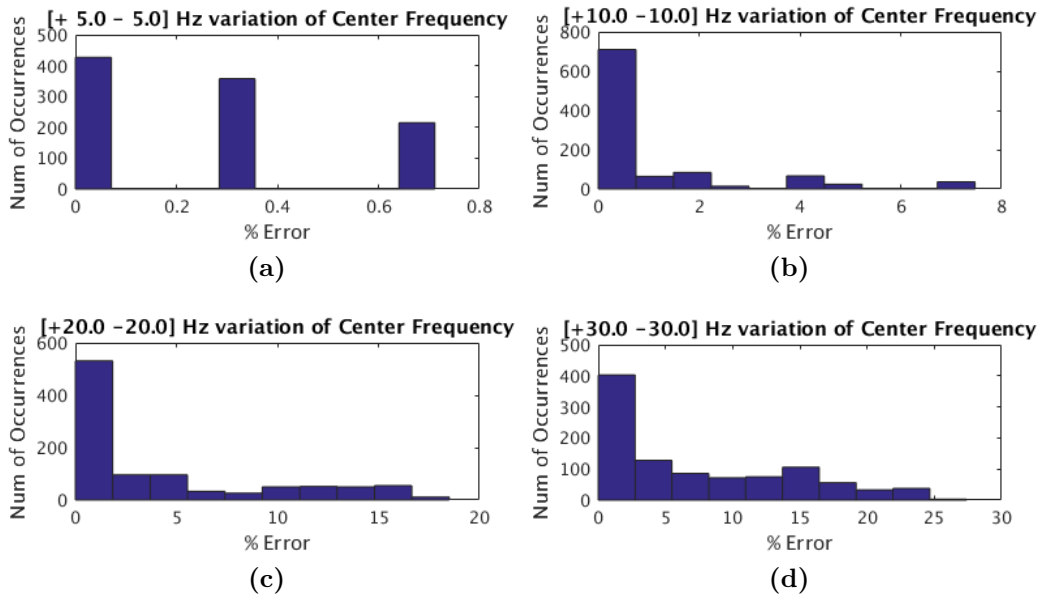 [+ 5.0 - 5.0] Hz variation of Center Frequency
Num of Occurrences
500
400
300
200
100
0
0 0.2 0.4 0.6 0.8
% Error
(a)
[+10.0 -10.0] Hz variation of Center Frequency
Num of Occurrences
800
600
400
200
0
0 2 4 6 8
% Error
(b)
[+20.0 -20.0] Hz variation of Center Frequency
Num of Occurrences
600
400
200
0
0 5 10 15 20
% Error
(c)
[+30.0 -30.0] Hz variation of Center Frequency
Num of Occurrences
500
400
300
200
100
0
0 5 10 15 20 25 30
% Error
(d)